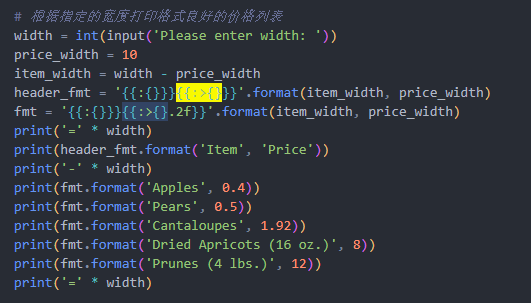 # 根据指定的宽度打印格式良好的价格列表
width = int(input('Please enter width: '))
price_width = 10
item_width = width - price_width
header_fmt = '{{:{}}}{{:>{}}}'.format(item_width, price_width)
fmt = '{{:{}}}{{:>{}.2f}}'.format(item_width, price_width)
print('=' * width)
print(header_fmt.format('Item', 'Price'))
print('-' * width)
print(fmt.format('Apples', 0.4))
print(fmt.format('Pears', 0.5))
print(fmt.format('Cantaloupes', 1.92))
print(fmt.format('Dried Apricots (16 oz.)', 8))
print(fmt.format('Prunes (4 lbs.)', 12))
print('=' * width)